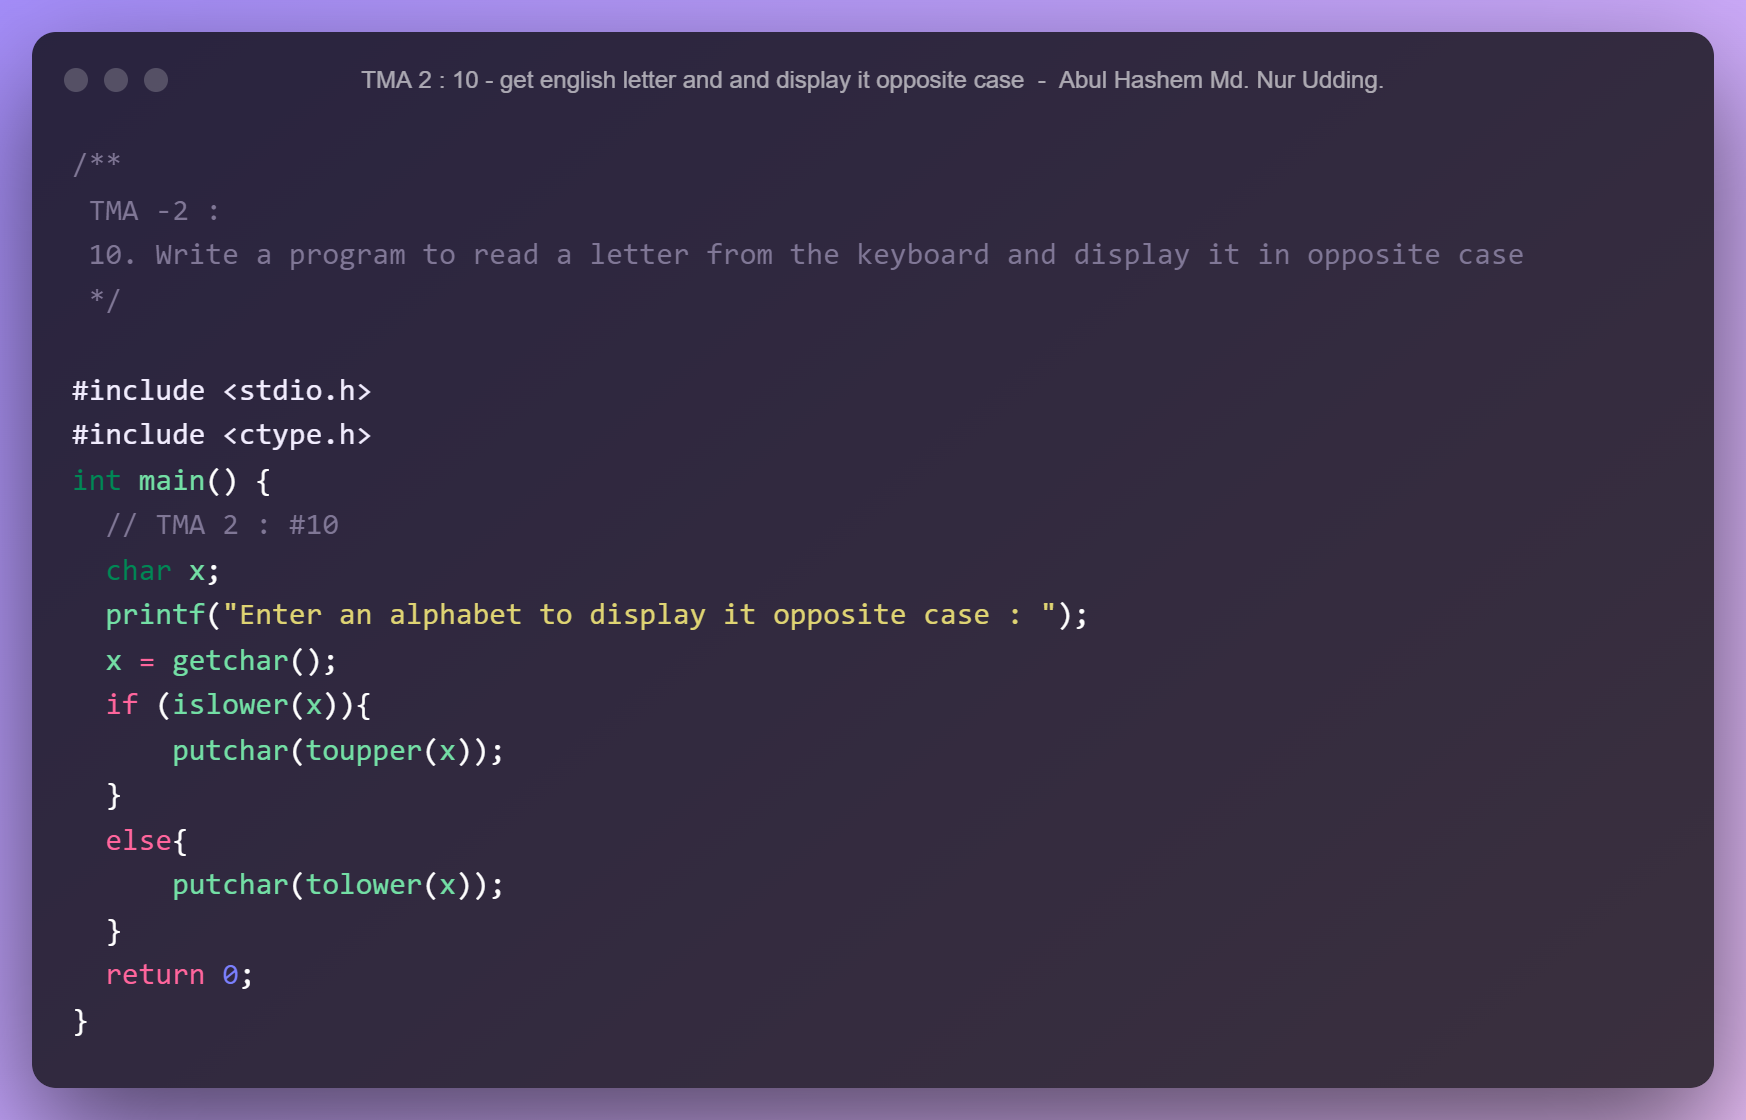 TMA 2 : 10 - get english letter and and display it opposite case - Abul Hashem Md. Nur Udding.
/**
 TMA -2 :
 10. Write a program to read a letter from the keyboard and display it in opposite case
 */
#include <stdio.h>
#include <ctype.h>
int main() {
  // TMA 2 : #10
  char x;
  printf("Enter an alphabet to display it opposite case : ");
  x = getchar();
  if (islower(x)){
      putchar(toupper(x));
  }
  else{
      putchar(tolower(x));
  }
  return 0;
}